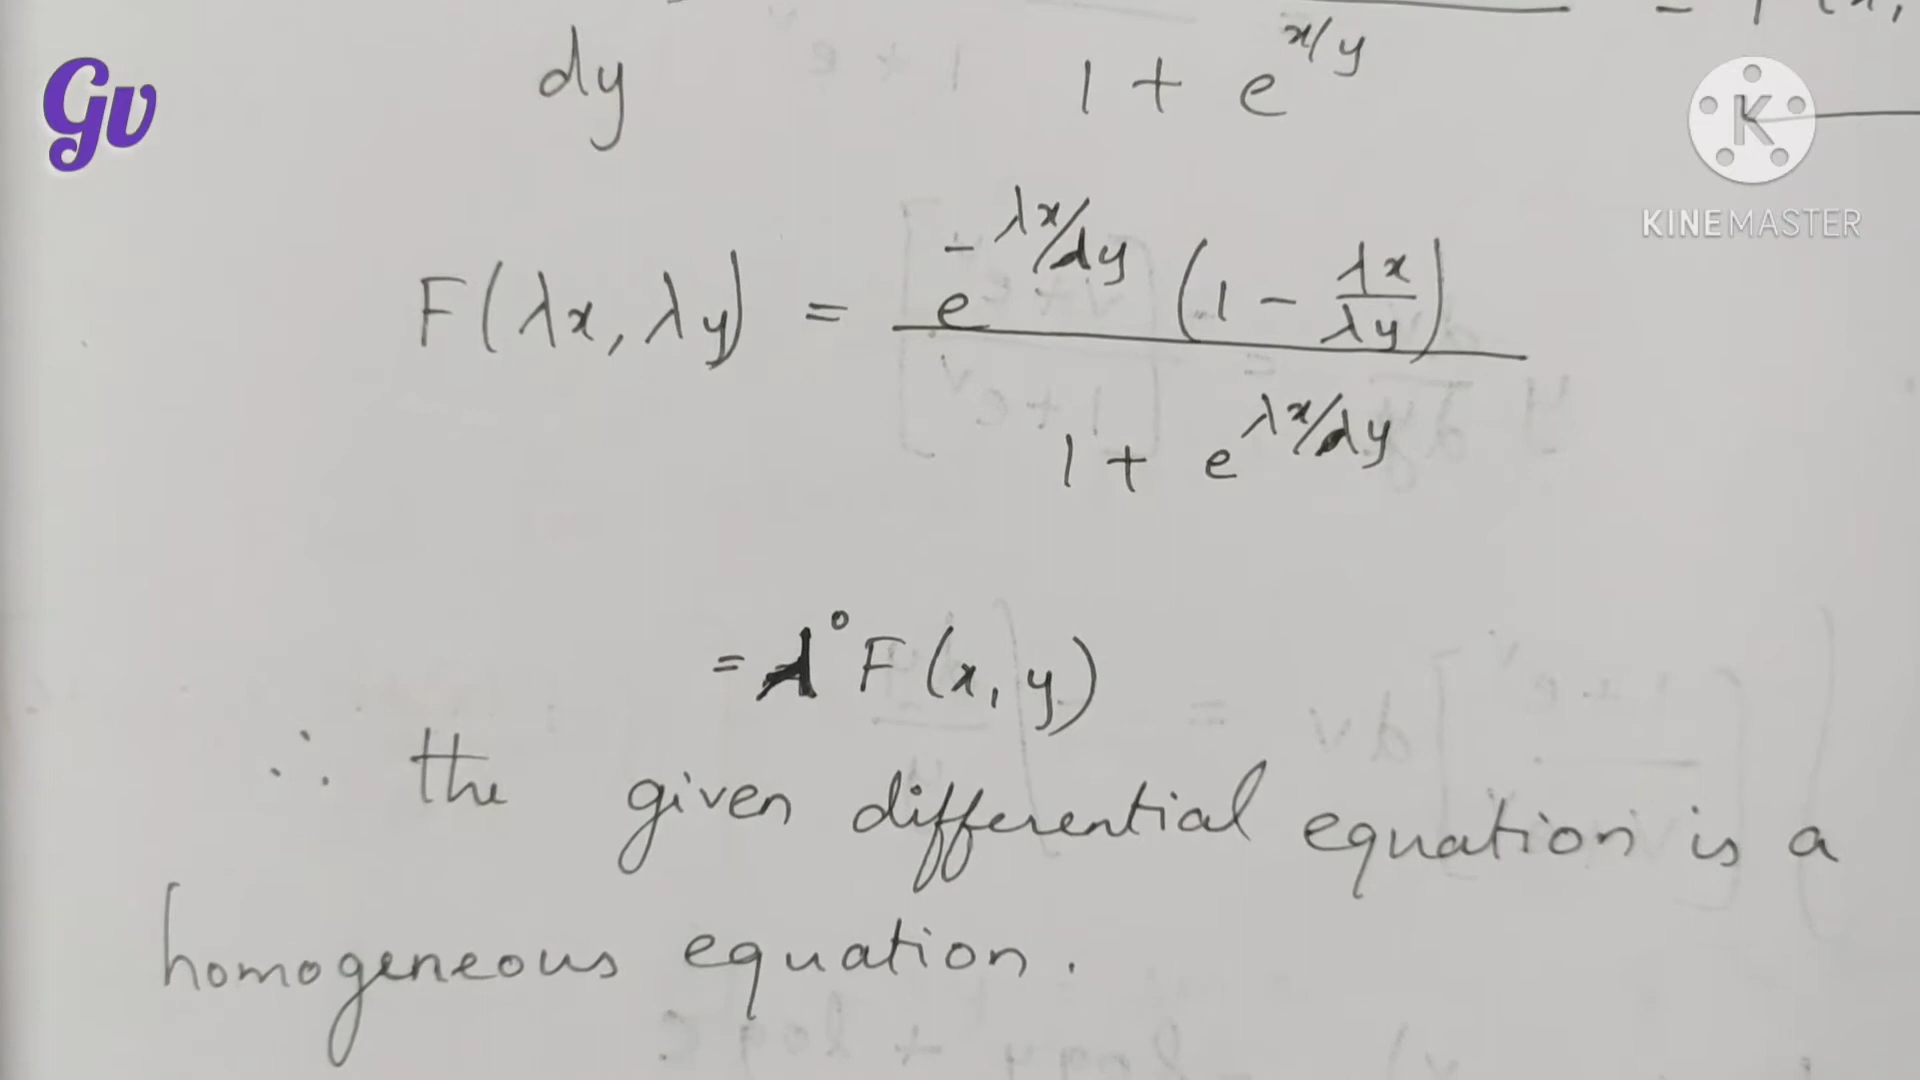 Gv
dy
1 + e^{x/y}
KINEMASTER
F(λx, λy) = -e^{λx/λy} (1 - λx/λy)
1 + e^{λx/λy}
= λ° F(x, y)
∴ the given differential equation is a
homogeneous equation.